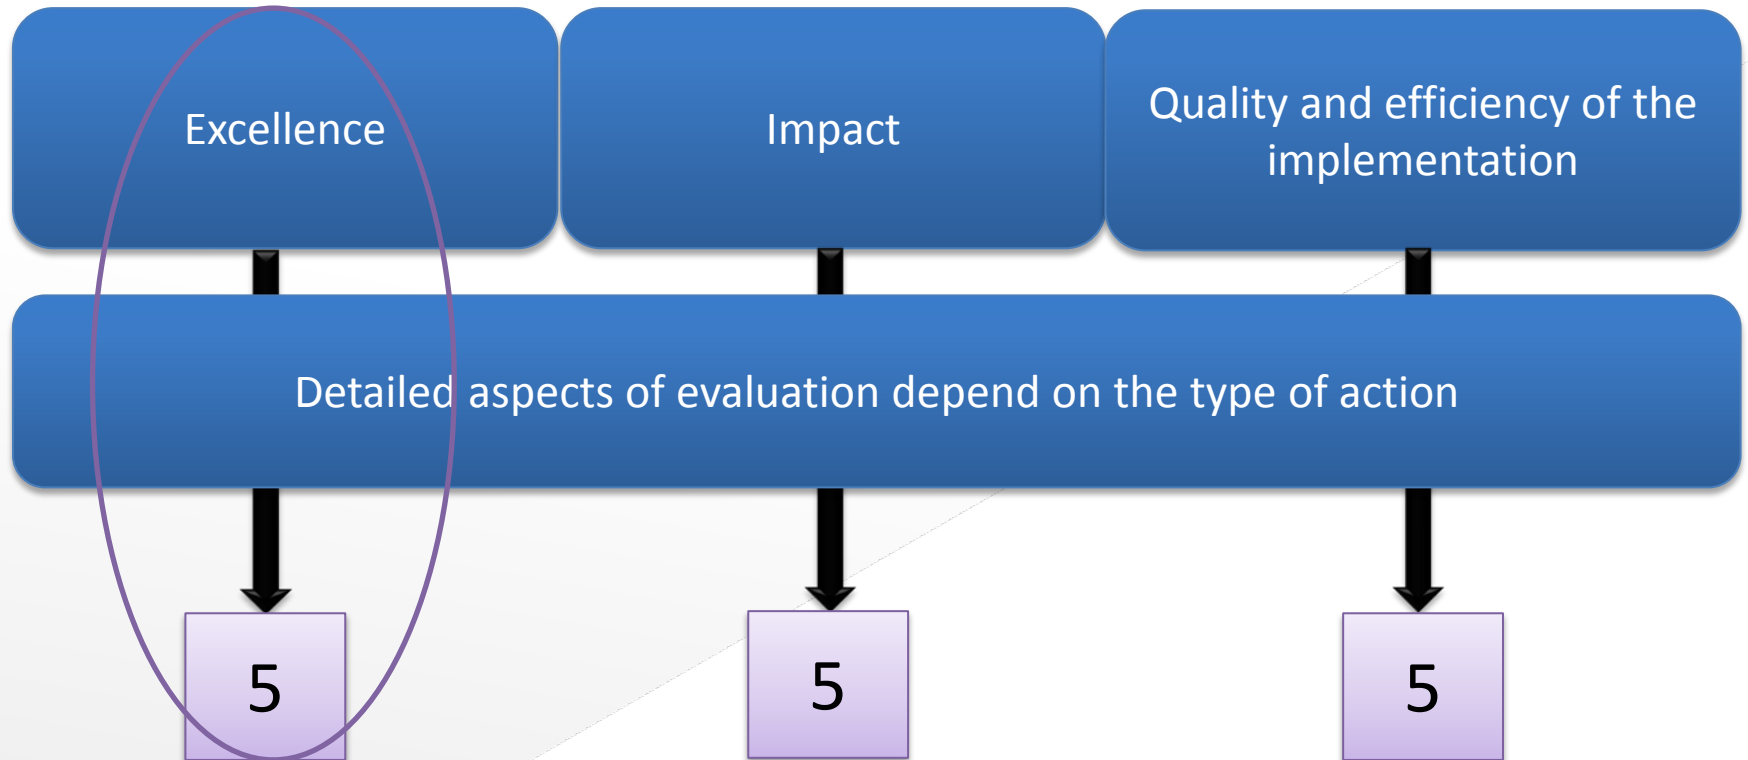 Excellence
Impact
Quality and efficiency of the
implementation
Detailed aspects of evaluation depend on the type of action
5
5
5